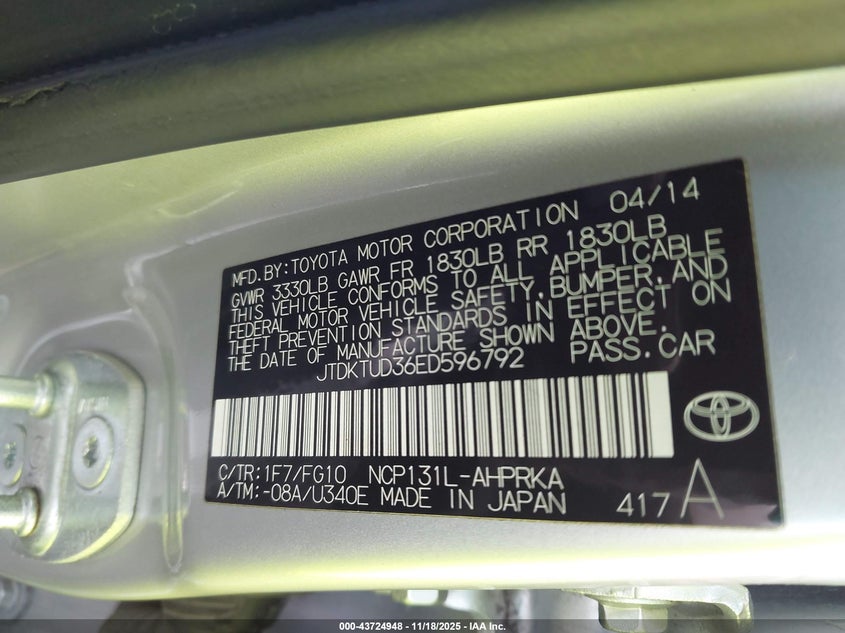 MFD.BY:TOYOTA MOTOR CORPORATION 04/14
GVWR 3330LB GAWR FR 1830LB RR 1830LB
THIS VEHICLE CONFORMS TO ALL APPLICABLE
FEDERAL MOTOR VEHICLE SAFETY,BUMPER,AND
THEFT PREVENTION STANDARDS IN EFFECT ON
THE DATE OF MANUFACTURE SHOWN ABOVE.
JTDKTUD36ED596792 PASS.CAR
C/TR:1F7/FG10 NCP131L-AHPRKA
A/TM:-08A/U340E MADE IN JAPAN 417A
000-43724948 - 11/18/2025 - IAA Inc.